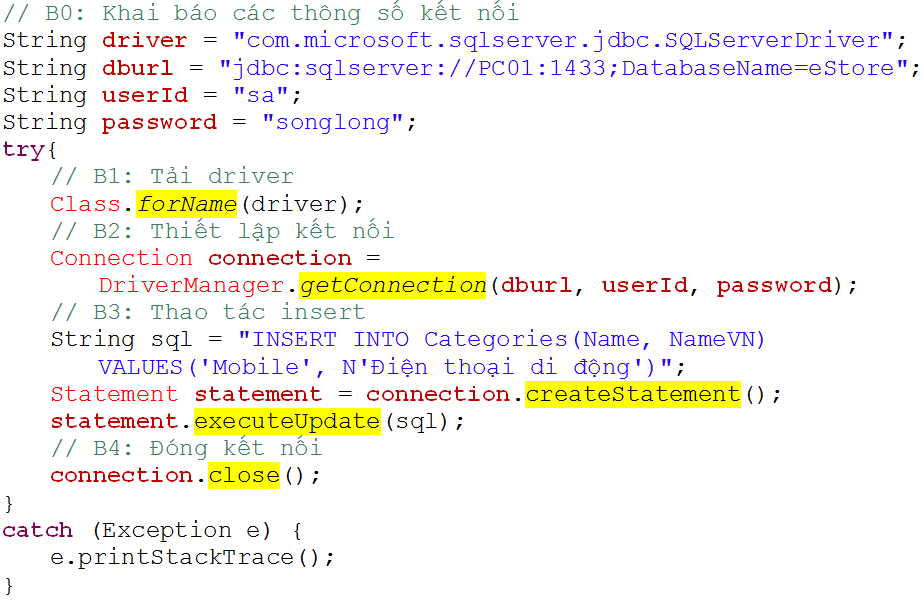 // B0: Khai báo các thông số kết nối
String driver = "com.microsoft.sqlserver.jdbc.SQLServerDriver";
String dburl = "jdbc:sqlserver://PC01:1433;DatabaseName=eStore";
String userId = "sa";
String password = "songlong";
try{
// B1: Tải driver
Class.forName(driver);
// B2: Thiết lập kết nối
Connection connection =
DriverManager.getConnection(dburl, userId, password);
// B3: Thao tác insert
String sql = "INSERT INTO Categories(Name, NameVN)
VALUES('Mobile', N'Điện thoại di động')";
Statement statement = connection.createStatement();
statement.executeUpdate(sql);
// B4: Đóng kết nối
connection.close();
}
catch (Exception e) {
e.printStackTrace();
}